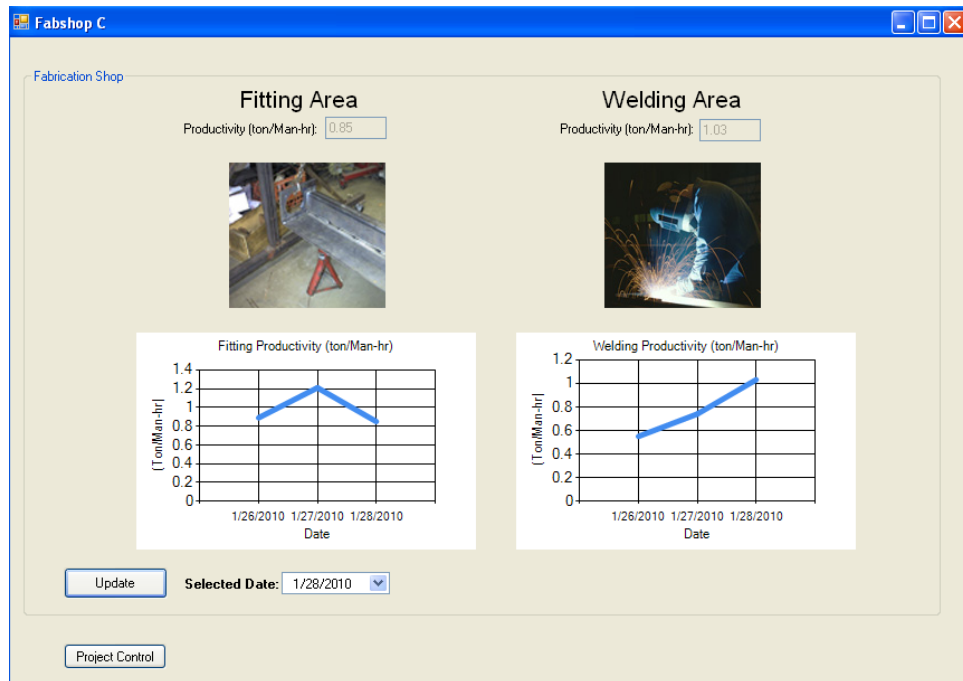 Fabshop C
Fabrication Shop
Fitting Area
Productivity (ton/Man-hr): 0.85
Welding Area
Productivity (ton/Man-hr): 1.03
Fitting Productivity (ton/Man-hr)
1.4
1.2
1
0.8
0.6
0.4
0.2
0
(Ton/Man-hr)
1/26/2010 1/27/2010 1/28/2010
Date
Welding Productivity (ton/Man-hr)
1.2
1
0.8
0.6
0.4
0.2
0
(Ton/Man-hr)
1/26/2010 1/27/2010 1/28/2010
Date
Update
Selected Date: 1/28/2010
Project Control